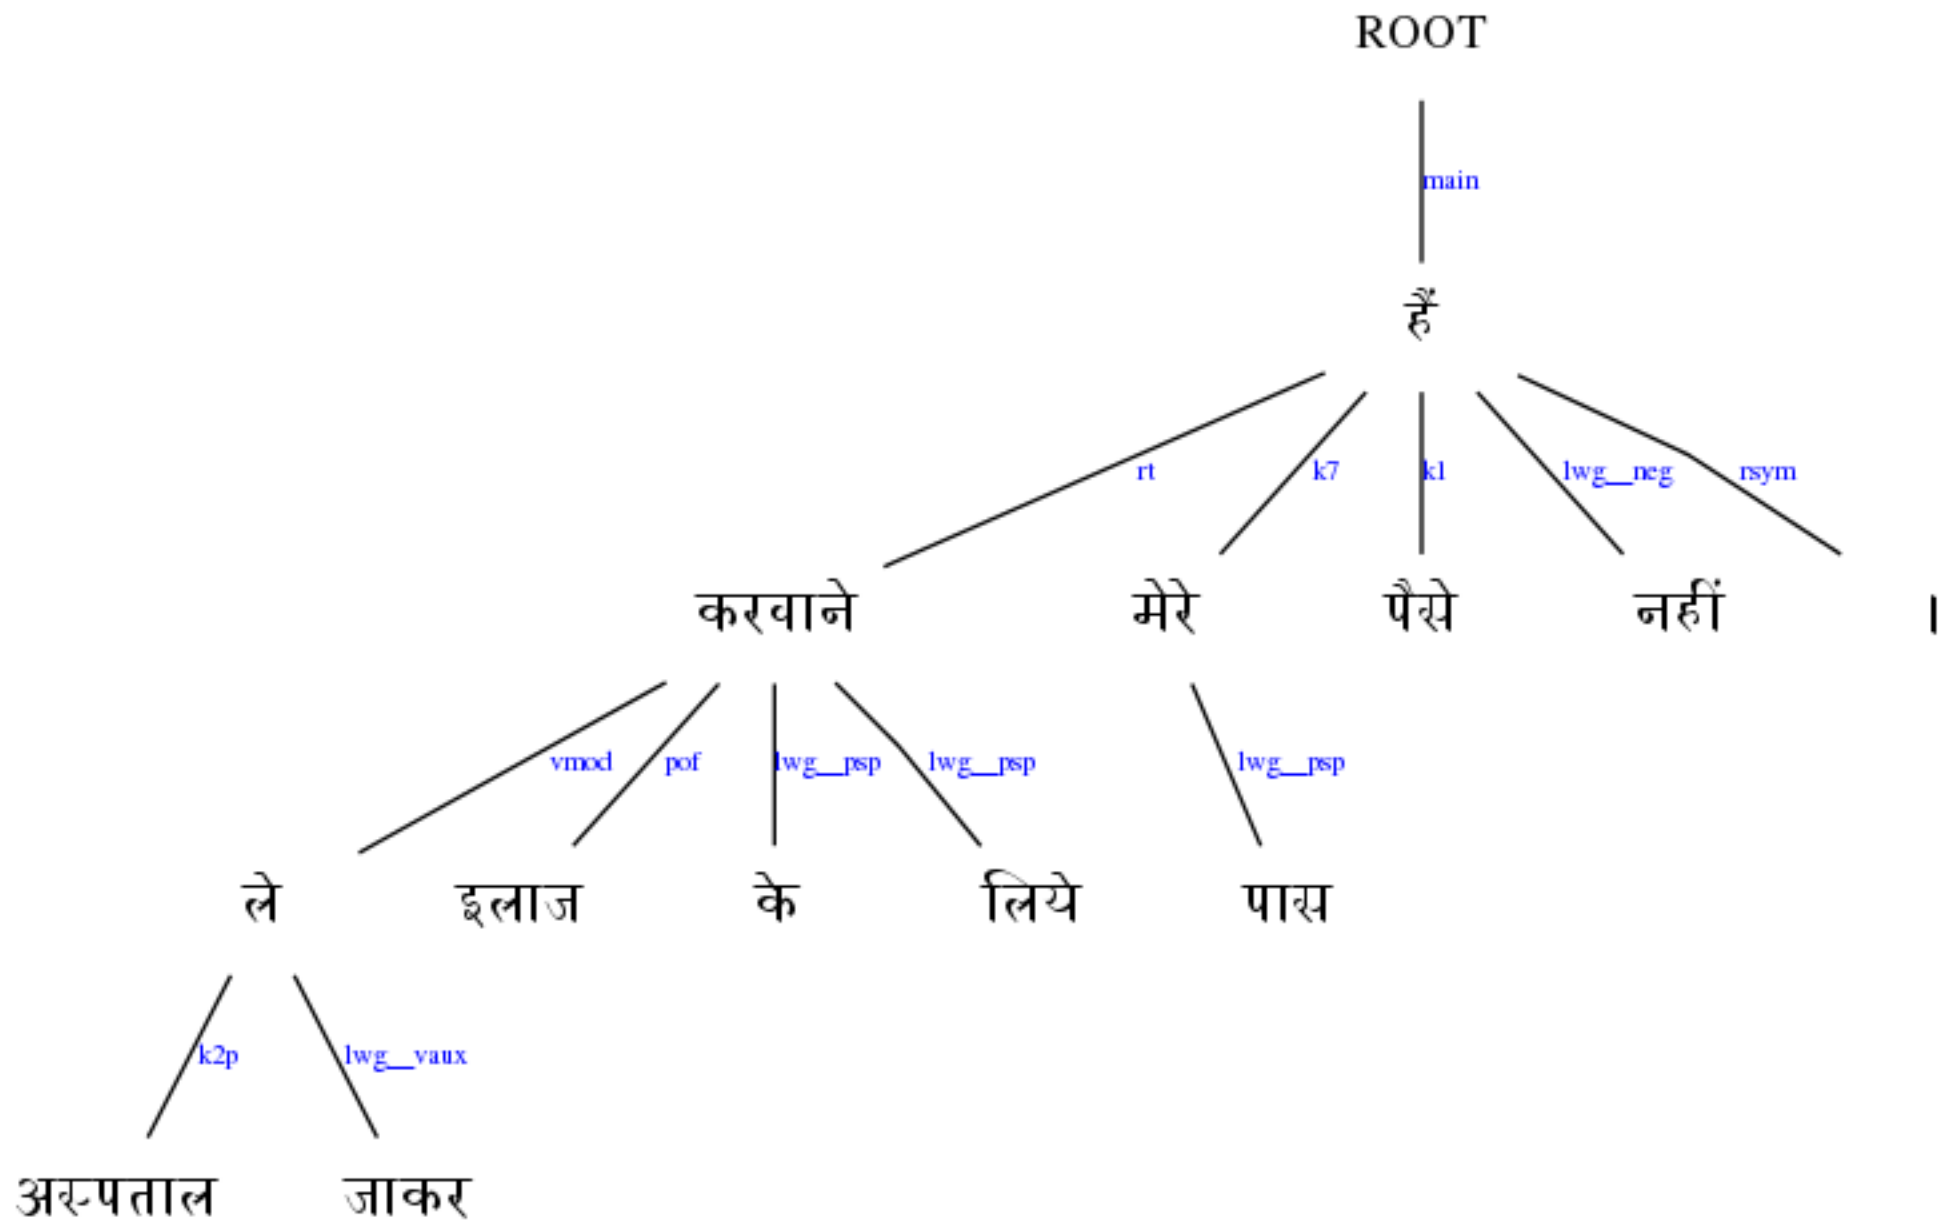 ROOT
main
हैं
rt k7 k1 lwg__neg rsym
करवाने मेरे पैसे नहीं ।
vmod pof lwg__psp lwg__psp lwg__psp
ले इलाज के लिये पास
k2p lwg__vaux
अस्पताल जाकर